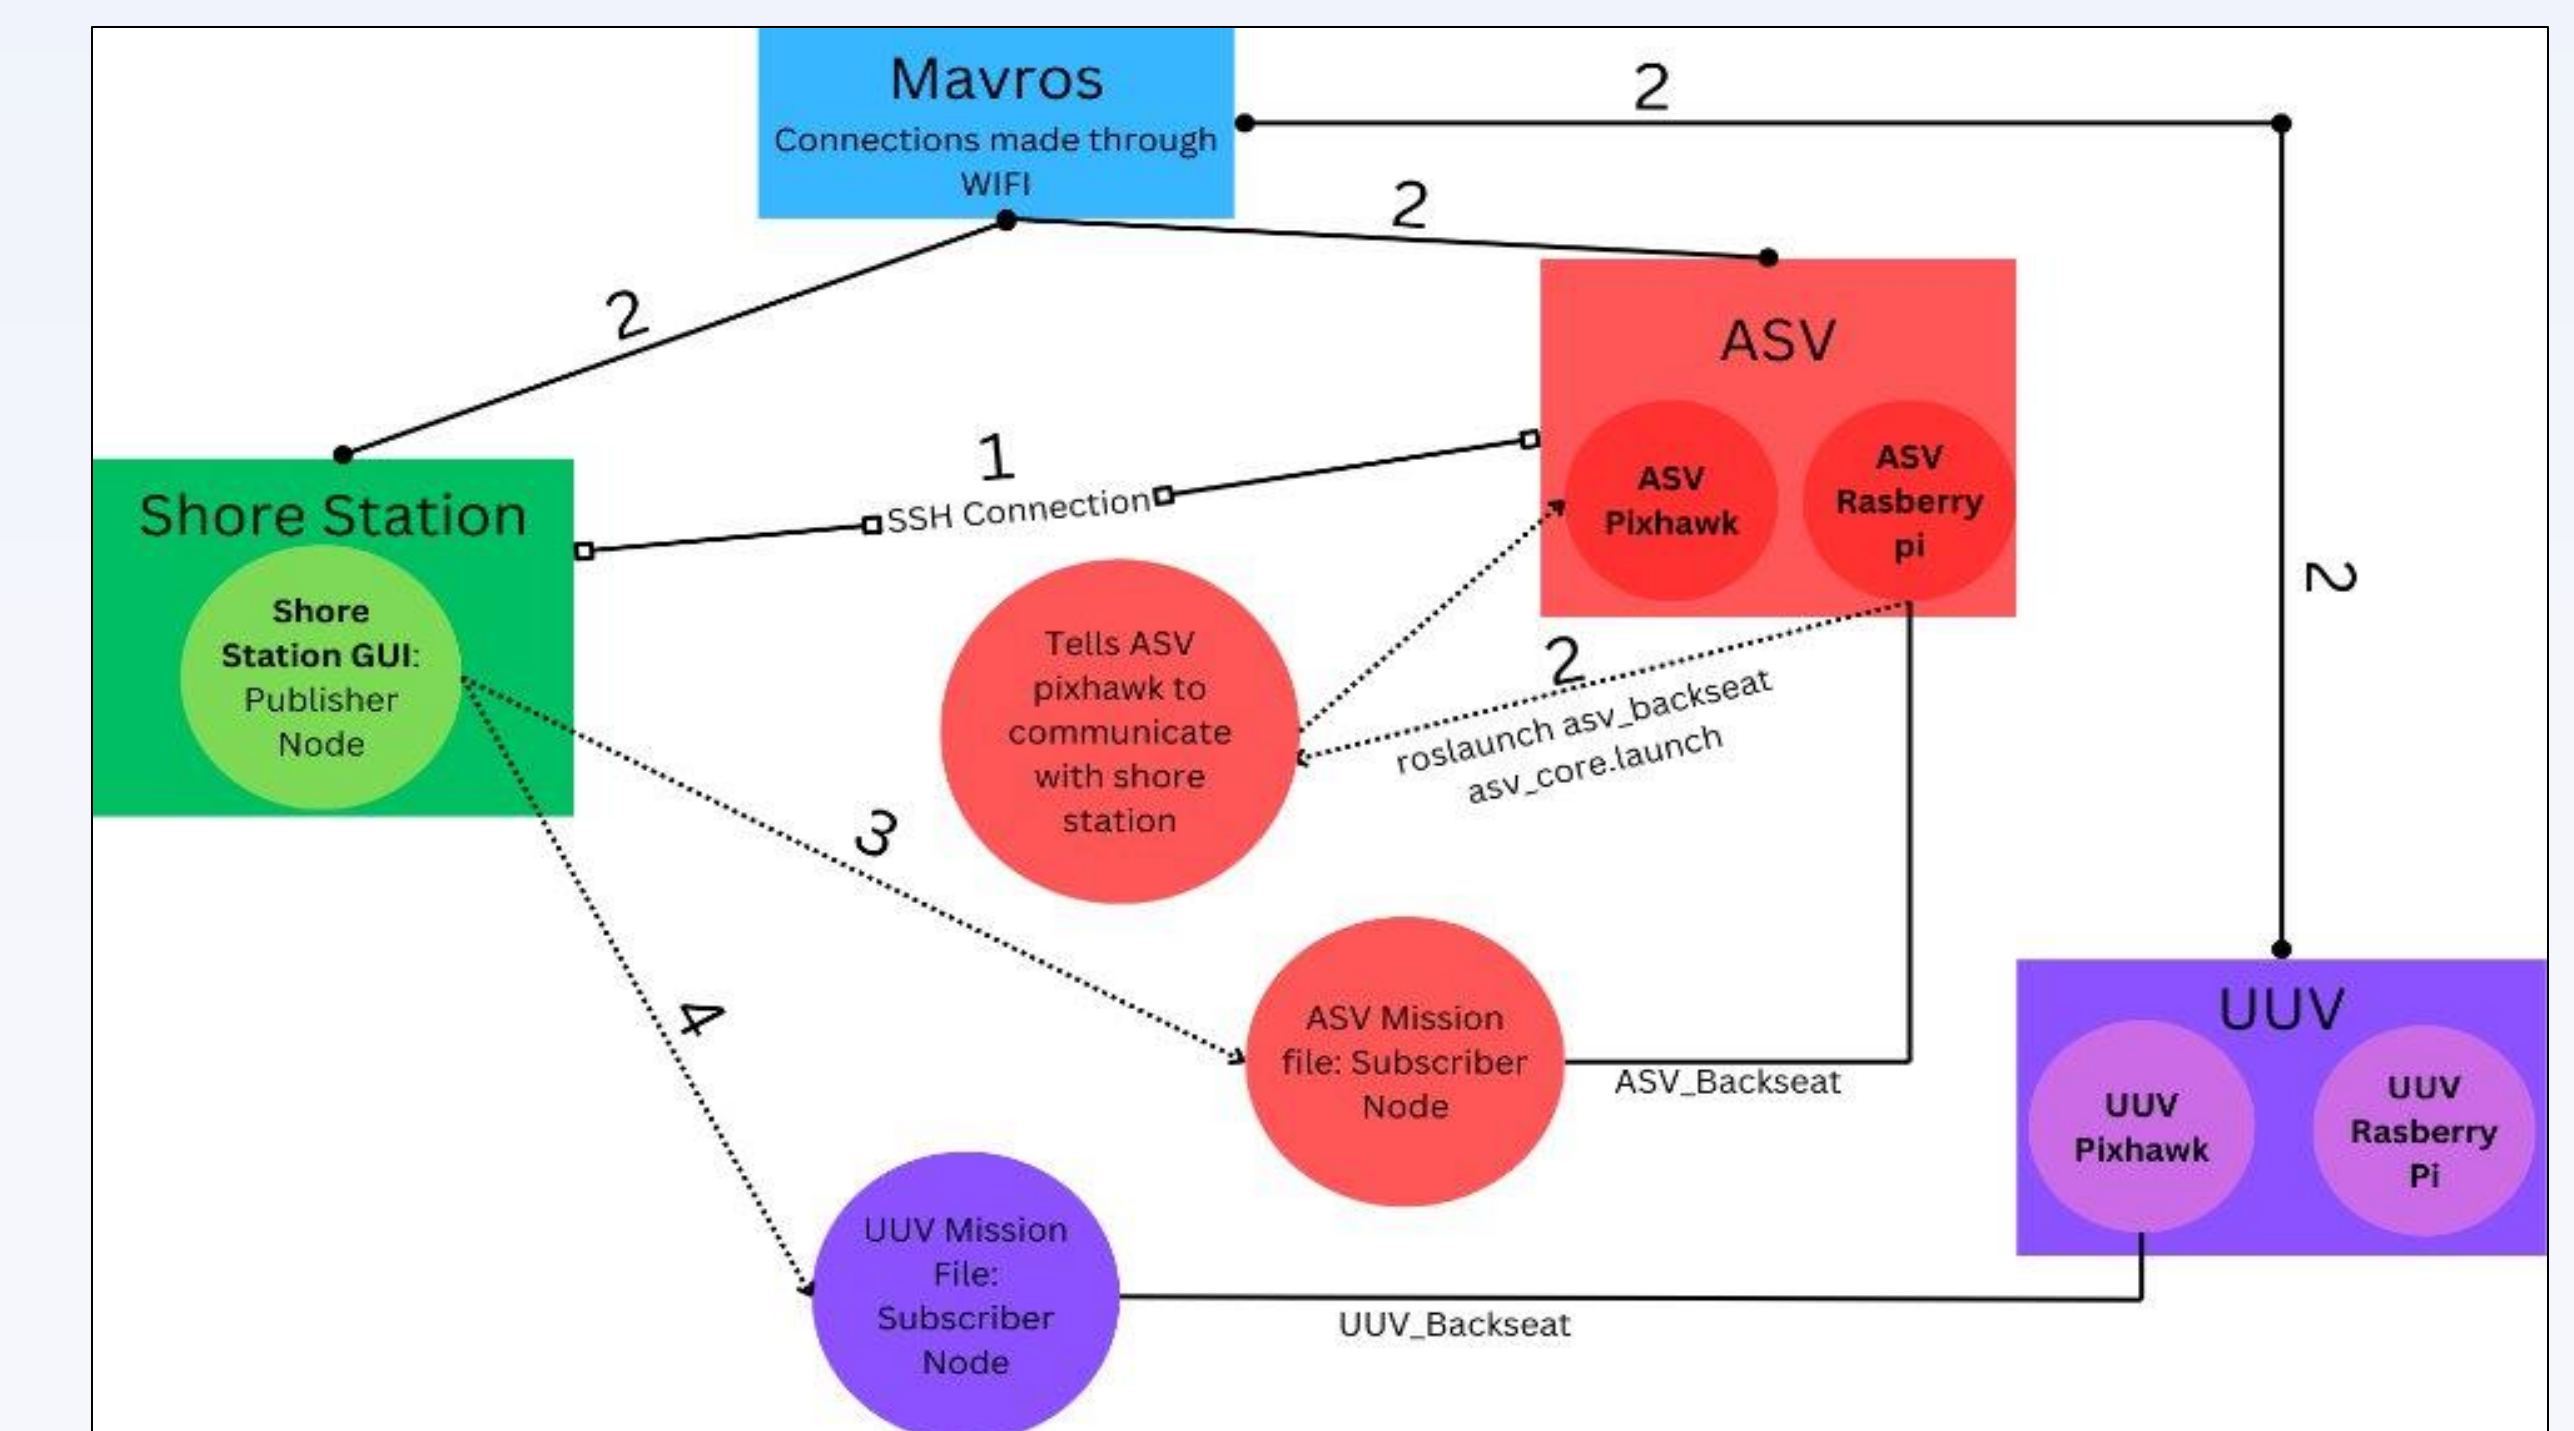 Mavros
Connections made through
WIFI
2
2
2
2
ASV
ASV
Pixhawk
ASV
Rasberry
pi
1
SSH Connection
Shore Station
Shore
Station GUI:
Publisher
Node
Tells ASV
pixhawk to
communicate
with shore
station
2
roslaunch asv_backseat
asv_core.launch
3
4
ASV Mission
file: Subscriber
Node
ASV_Backseat
UUV
UUV
Pixhawk
UUV
Rasberry
Pi
UUV Mission
File:
Subscriber
Node
UUV_Backseat